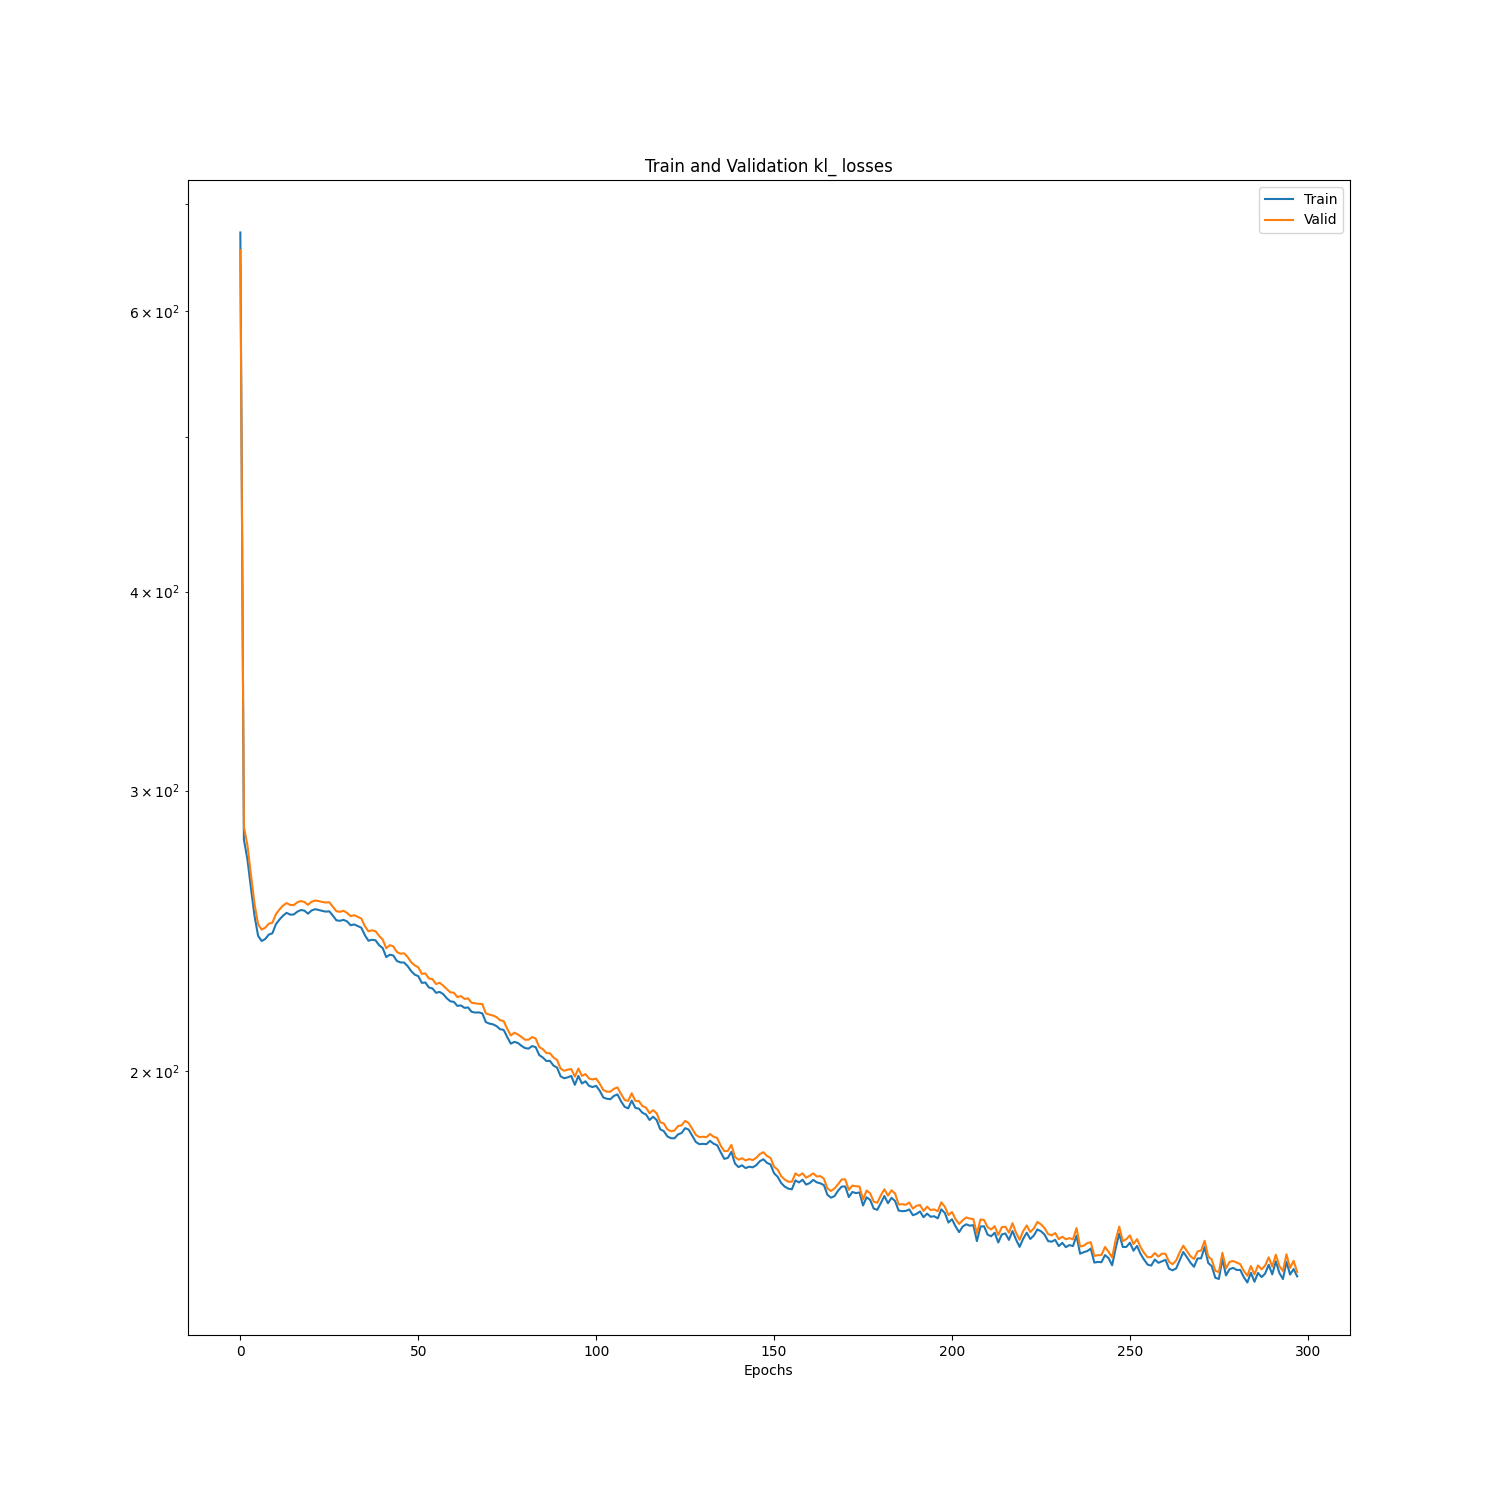 Train and Validation kl_ losses
Train
Valid
6 × 10²
4 × 10²
3 × 10²
2 × 10²
0 50 100 150 200 250 300
Epochs